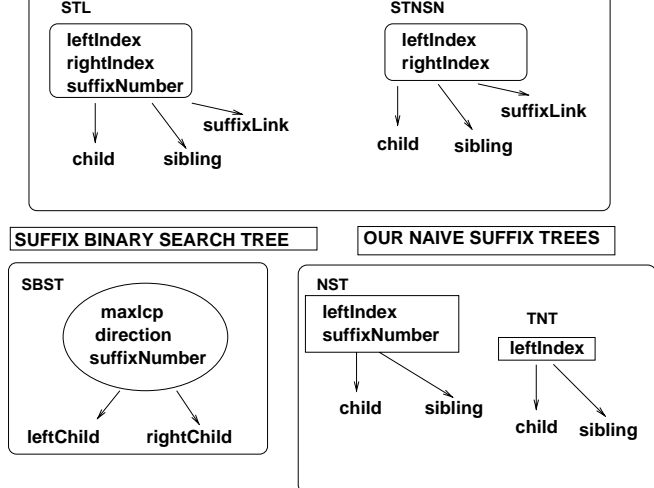 STL
leftIndex
rightIndex
suffixNumber
suffixLink
child
sibling
STNSN
leftIndex
rightIndex
suffixLink
child
sibling
SUFFIX BINARY SEARCH TREE
OUR NAIVE SUFFIX TREES
SBST
maxlcp
direction
suffixNumber
leftChild
rightChild
NST
leftIndex
suffixNumber
child
sibling
TNT
leftIndex
child
sibling